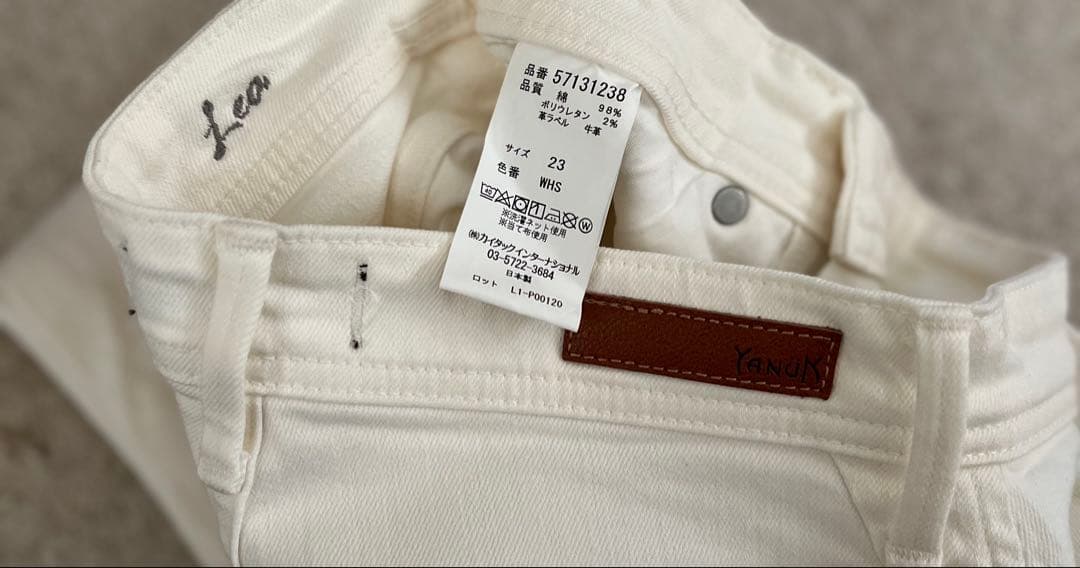 Lea
品番 57131238
品質 綿 98%
ポリウレタン 2%
革ラベル 牛革
サイズ 23
色番 WHS
40
W
※洗濯ネット使用
※当て布使用
㈱カイタックインターナショナル
03-5722-3684
日本製
ロット L1-P00120
YANUK